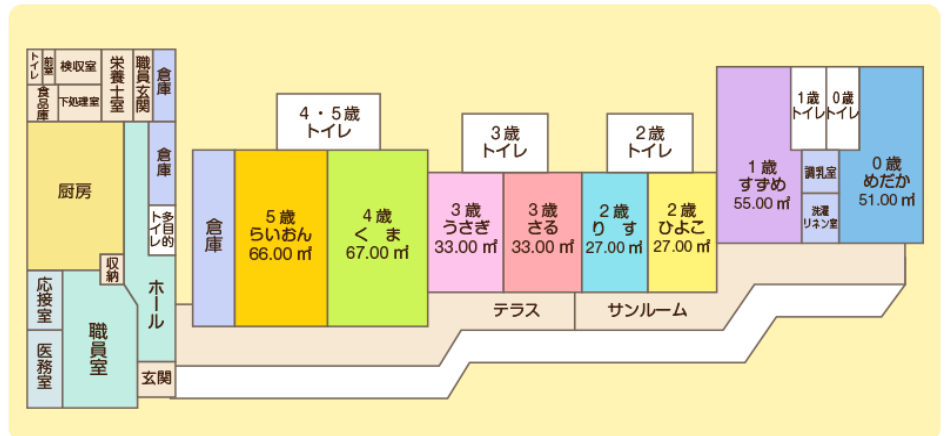 トイレ
前室
検収室
栄養士室
職員玄関
倉庫
食品庫
下処理室
厨房
倉庫
多目的
トイレ
収納
応接室
医務室
職員室
ホール
玄関
倉庫
4・5歳
トイレ
5歳
らいおん
66.00㎡
4歳
くま
67.00㎡
3歳
トイレ
3歳
うさぎ
33.00㎡
3歳
さる
33.00㎡
2歳
トイレ
2歳
りす
27.00㎡
2歳
ひよこ
27.00㎡
テラス
サンルーム
1歳
すずめ
55.00㎡
1歳
トイレ
0歳
トイレ
調乳室
洗濯
リネン室
0歳
めだか
51.00㎡